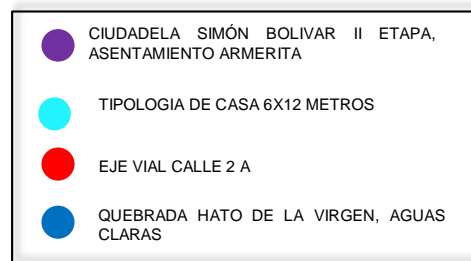 CIUDADELA SIMÓN BOLIVAR II ETAPA,
ASENTAMIENTO ARMERITA
TIPOLOGIA DE CASA 6X12 METROS
EJE VIAL CALLE 2 A
QUEBRADA HATO DE LA VIRGEN, AGUAS
CLARAS